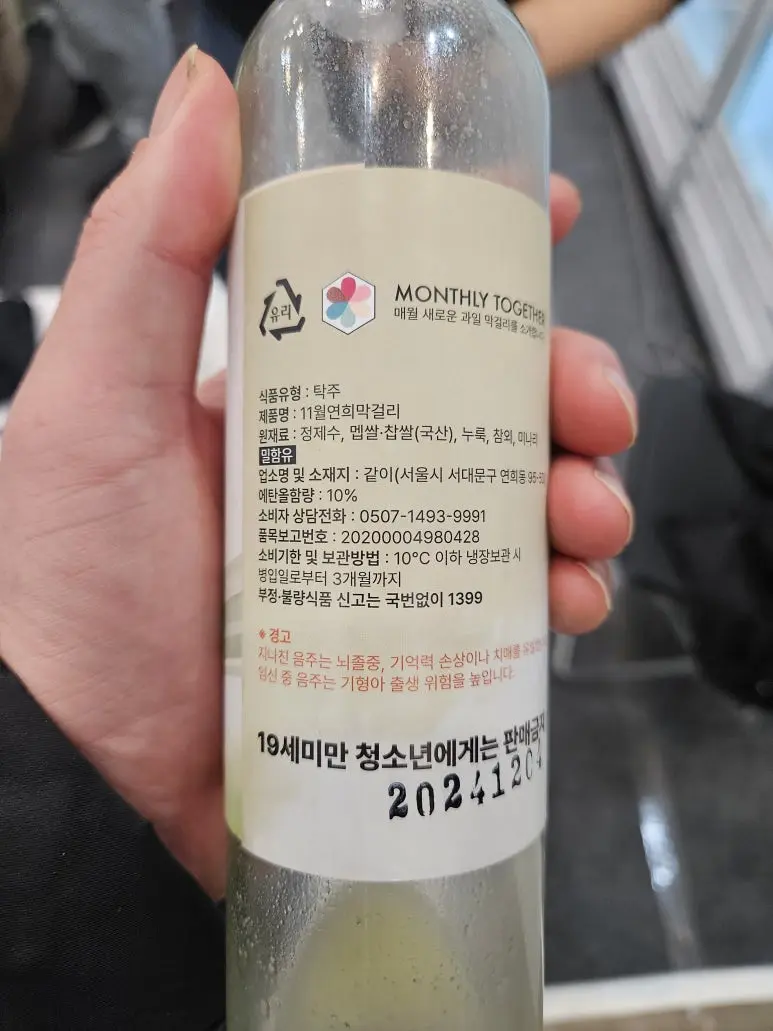 유리
MONTHLY TOGETHER
매월 새로운 과일 막걸리를 소개합니다
식품유형 : 탁주
제품명 : 11월연희막걸리
원재료 : 정제수, 멥쌀·찹쌀(국산), 누룩, 참외, 미나리
밀함유
업소명 및 소재지 : 같이(서울시 서대문구 연희동
에탄올함량 : 10%
소비자 상담전화 : 0507-1493-9991
품목보고번호 : 20200004980428
소비기한 및 보관방법 : 10°C 이하 냉장보관 시
병입일로부터 3개월까지
부정·불량식품 신고는 국번없이 1399
※ 경고
지나친 음주는 뇌졸중, 기억력 손상이나 치매를
임신 중 음주는 기형아 출생 위험을 높입니다.
19세미만 청소년에게는 판매금지
20241204